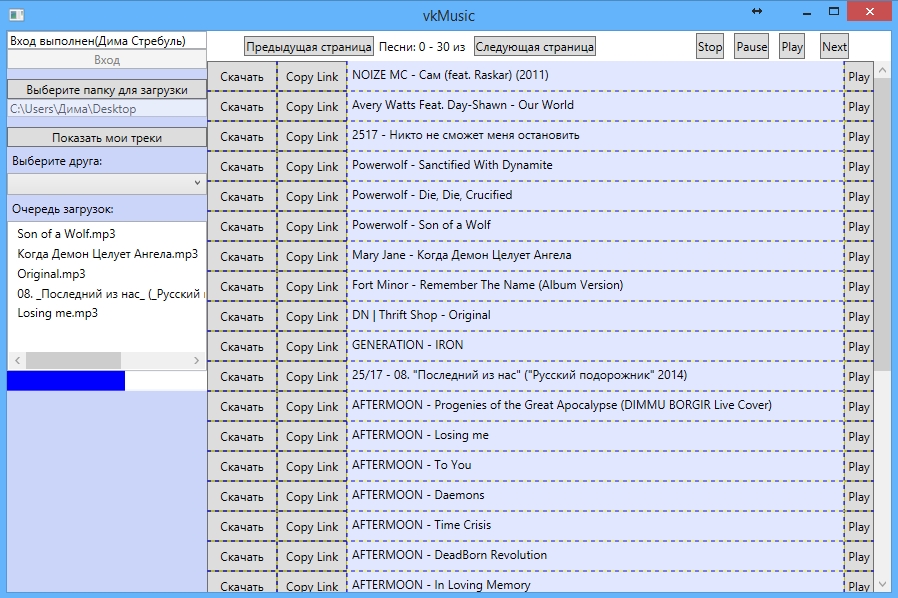 vkMusic
Вход выполнен(Дима Стребуль)
Вход
Выберите папку для загрузки
C:\Users\Дима\Desktop
Показать мои треки
Выберите друга:
Очередь загрузок:
Son of a Wolf.mp3
Когда Демон Целует Ангела.mp3
Original.mp3
08. _Последний из нас_ (_Русский
Losing me.mp3
Предыдущая страница Песни: 0 - 30 из Следующая страница Stop Pause Play Next
Скачать Copy Link NOIZE MC - Сам (feat. Raskar) (2011) Play
Скачать Copy Link Avery Watts Feat. Day-Shawn - Our World Play
Скачать Copy Link 2517 - Никто не сможет меня остановить Play
Скачать Copy Link Powerwolf - Sanctified With Dynamite Play
Скачать Copy Link Powerwolf - Die, Die, Crucified Play
Скачать Copy Link Powerwolf - Son of a Wolf Play
Скачать Copy Link Mary Jane - Когда Демон Целует Ангела Play
Скачать Copy Link Fort Minor - Remember The Name (Album Version) Play
Скачать Copy Link DN | Thrift Shop - Original Play
Скачать Copy Link GENERATION - IRON Play
Скачать Copy Link 25/17 - 08. "Последний из нас" ("Русский подорожник" 2014) Play
Скачать Copy Link AFTERMOON - Progenies of the Great Apocalypse (DIMMU BORGIR Live Cover) Play
Скачать Copy Link AFTERMOON - Losing me Play
Скачать Copy Link AFTERMOON - To You Play
Скачать Copy Link AFTERMOON - Daemons Play
Скачать Copy Link AFTERMOON - Time Crisis Play
Скачать Copy Link AFTERMOON - DeadBorn Revolution Play
Скачать Copy Link AFTERMOON - In Loving Memory Play